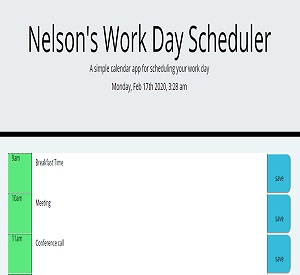 Nelson's Work Day Scheduler
A simple calendar app for scheduling your work day
Monday, Feb 17th 2020, 3:28 am
9am Breakfast Time save
10am Meeting save
11am Conference call save